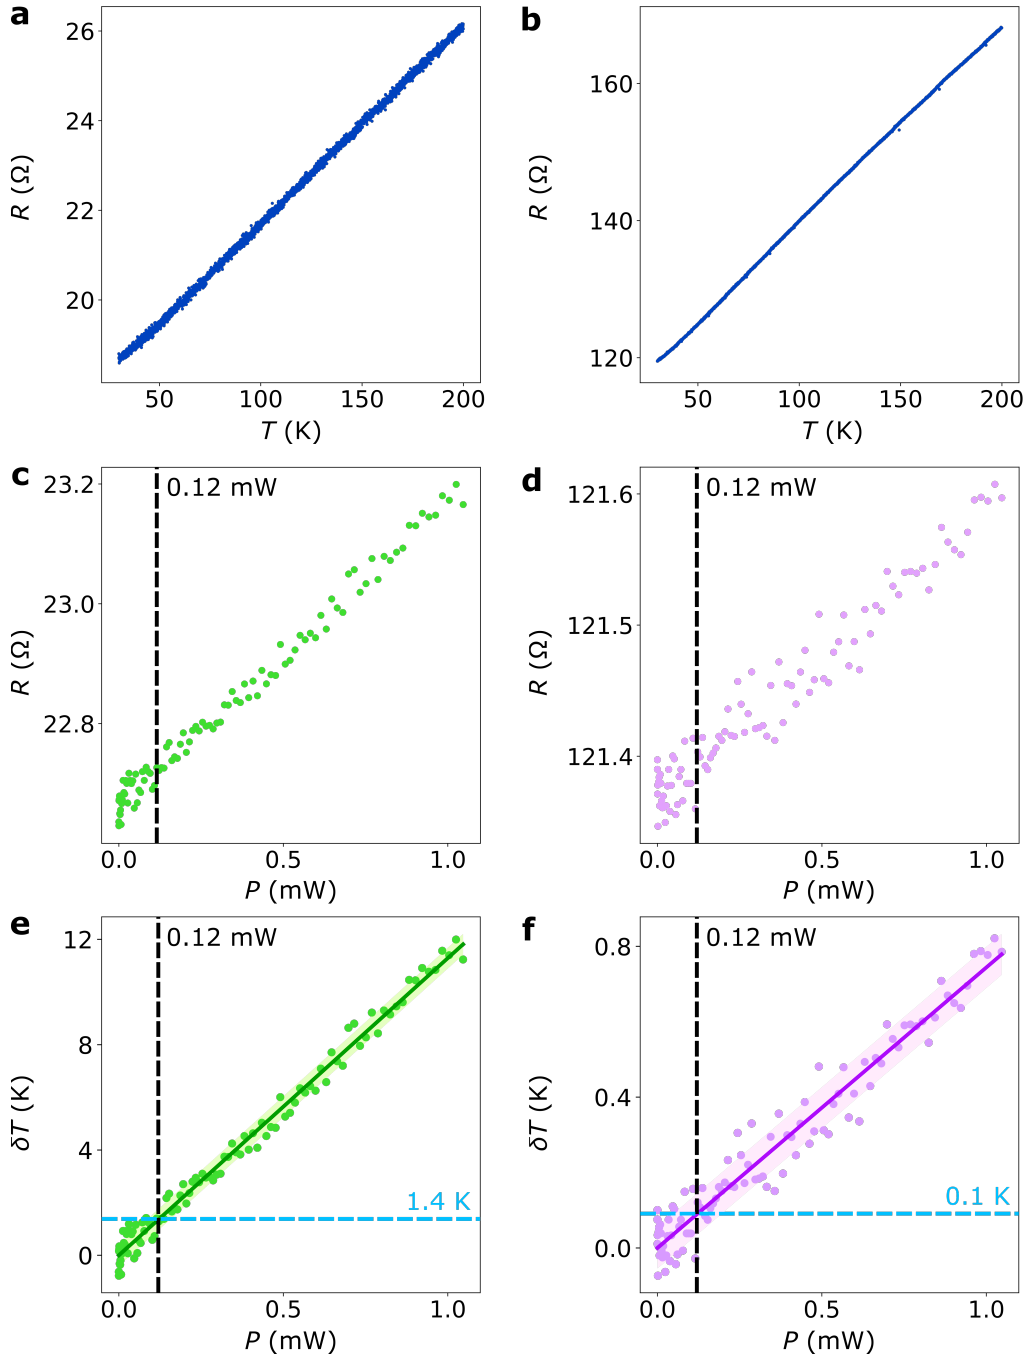 a
b
26
24
22
20
R (Ω)
50
100
150
200
T (K)
160
140
120
R (Ω)
50
100
150
200
T (K)
c
d
23.2
23.0
22.8
R (Ω)
0.12 mW
0.0
0.5
1.0
P (mW)
121.6
121.5
121.4
R (Ω)
0.12 mW
0.0
0.5
1.0
P (mW)
e
f
12
8
4
0
δT (K)
0.12 mW
1.4 K
0.0
0.5
1.0
P (mW)
0.8
0.4
0.0
δT (K)
0.12 mW
0.1 K
0.0
0.5
1.0
P (mW)